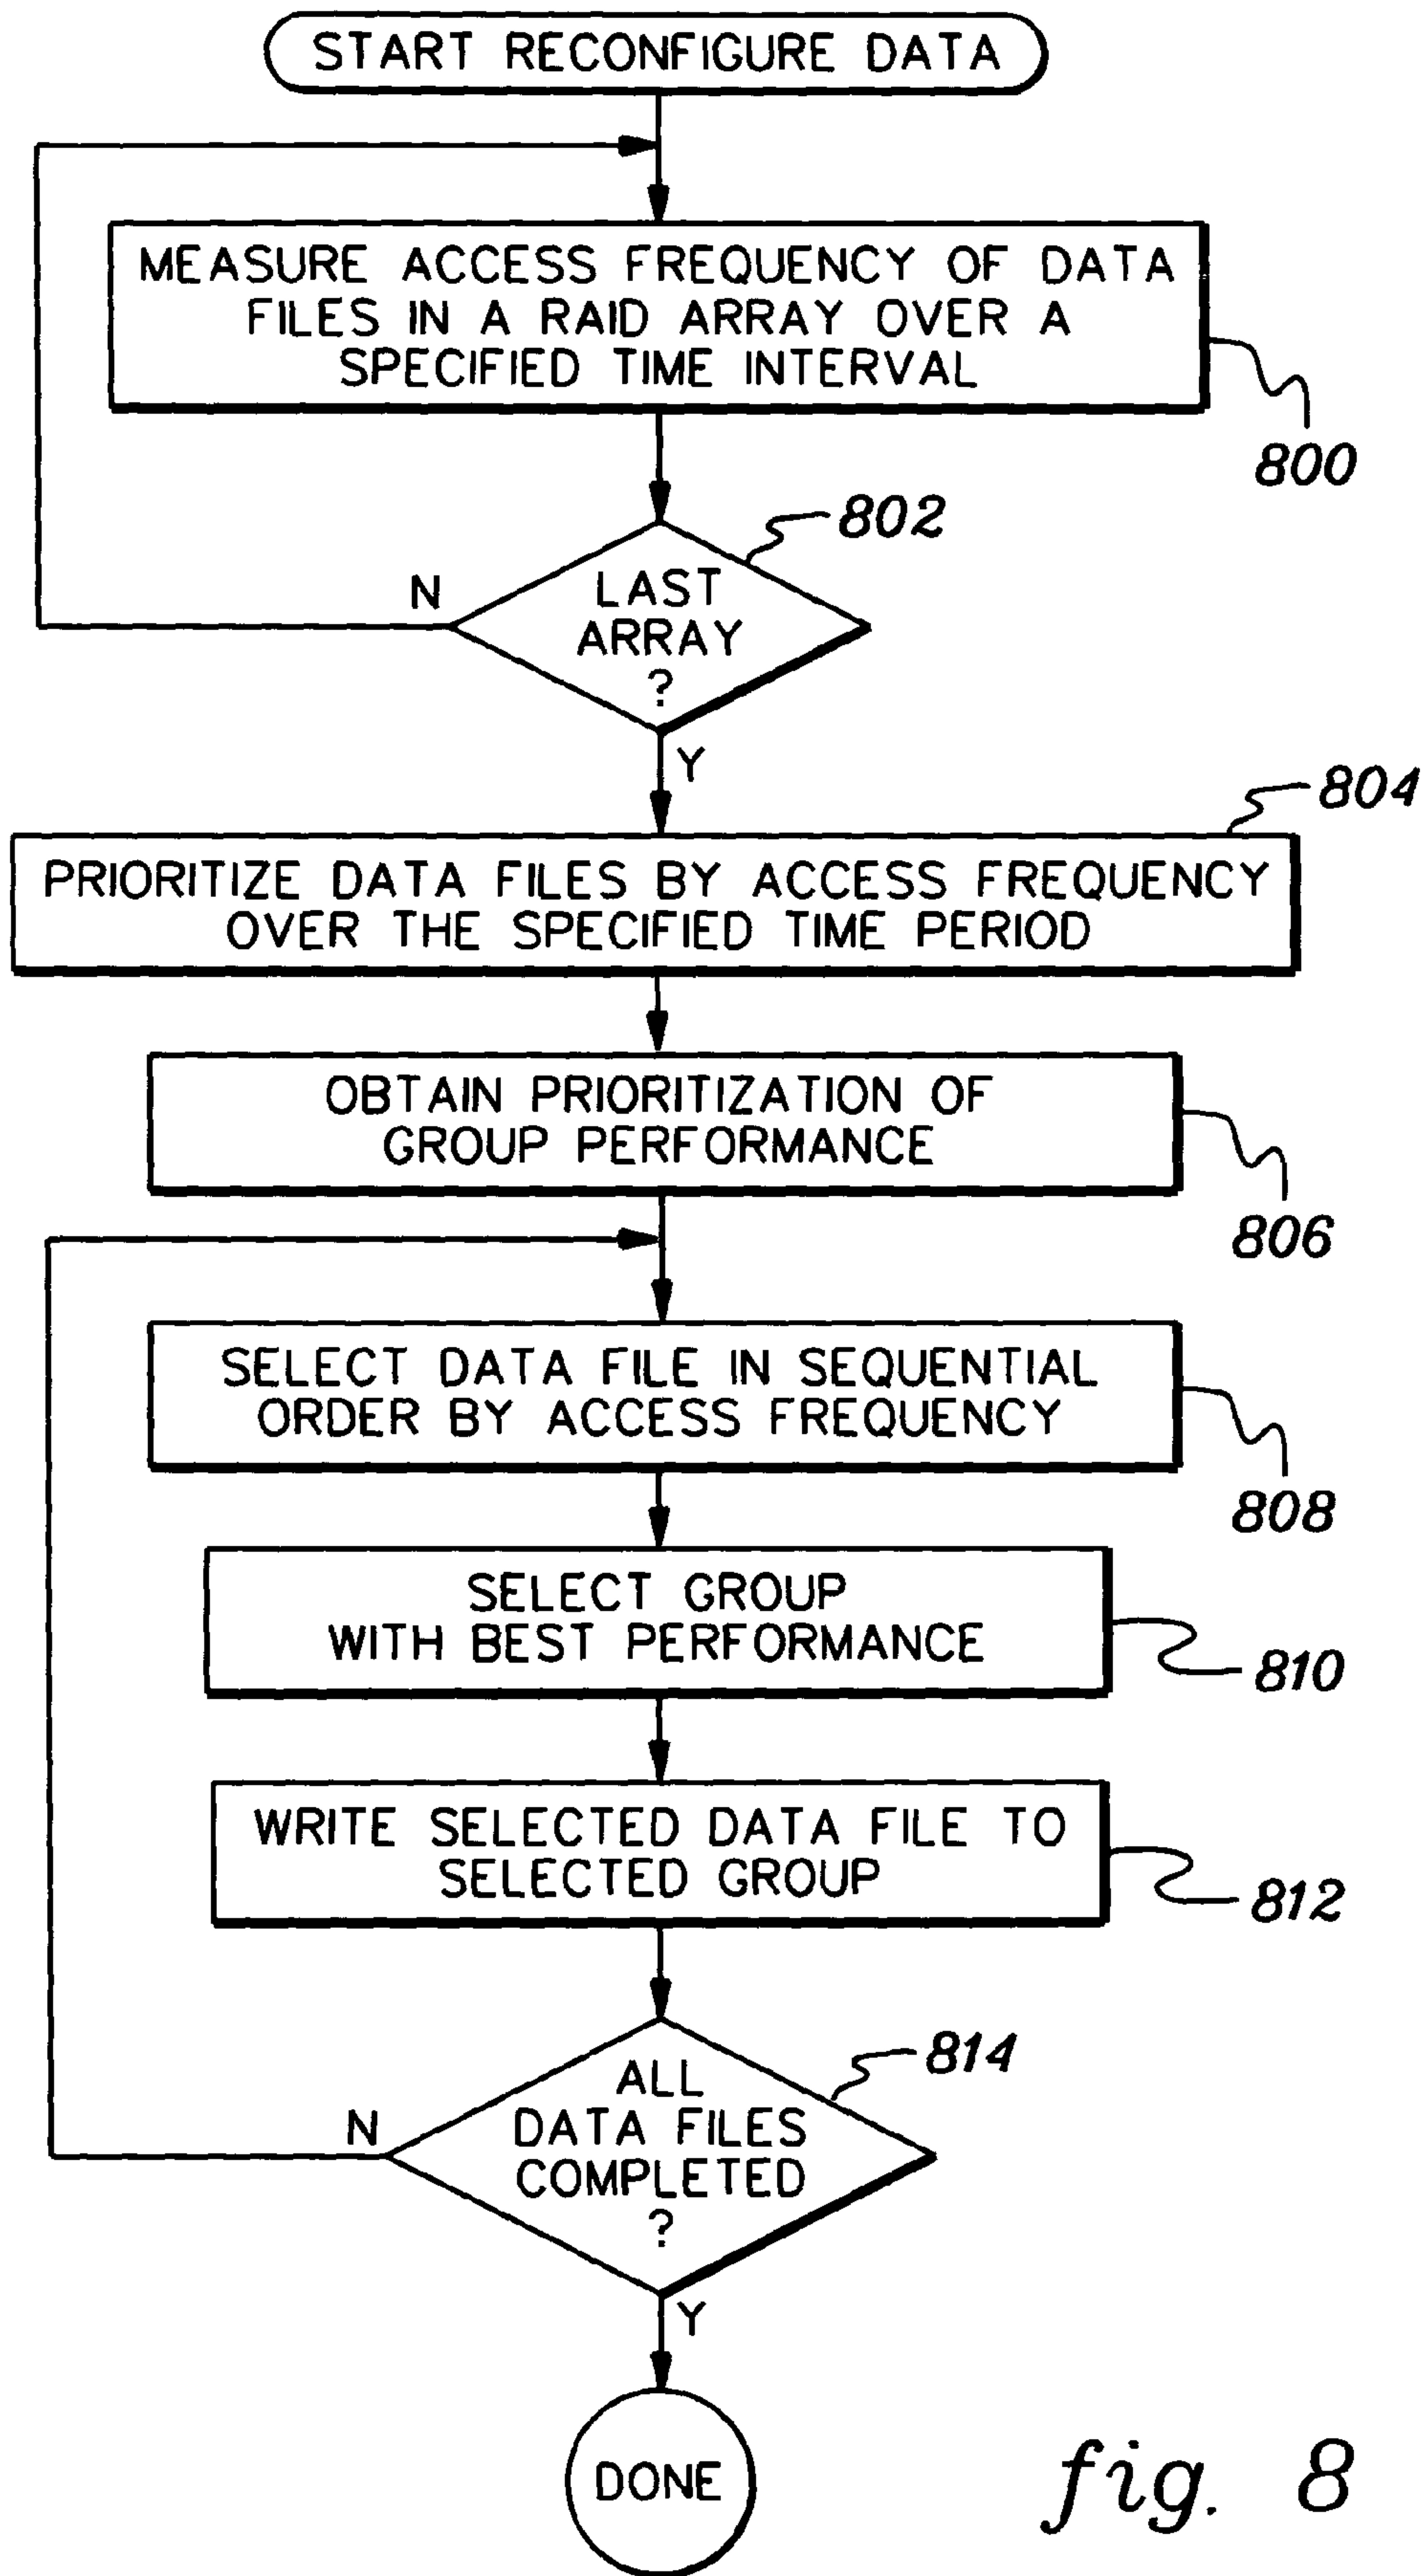 START RECONFIGURE DATA
MEASURE ACCESS FREQUENCY OF DATA
FILES IN A RAID ARRAY OVER A
SPECIFIED TIME INTERVAL
800
802
LAST
ARRAY
?
N
Y
804
PRIORITIZE DATA FILES BY ACCESS FREQUENCY
OVER THE SPECIFIED TIME PERIOD
OBTAIN PRIORITIZATION OF
GROUP PERFORMANCE
806
SELECT DATA FILE IN SEQUENTIAL
ORDER BY ACCESS FREQUENCY
808
SELECT GROUP
WITH BEST PERFORMANCE
810
WRITE SELECTED DATA FILE TO
SELECTED GROUP
812
814
ALL
DATA FILES
COMPLETED
?
N
Y
DONE
fig. 8